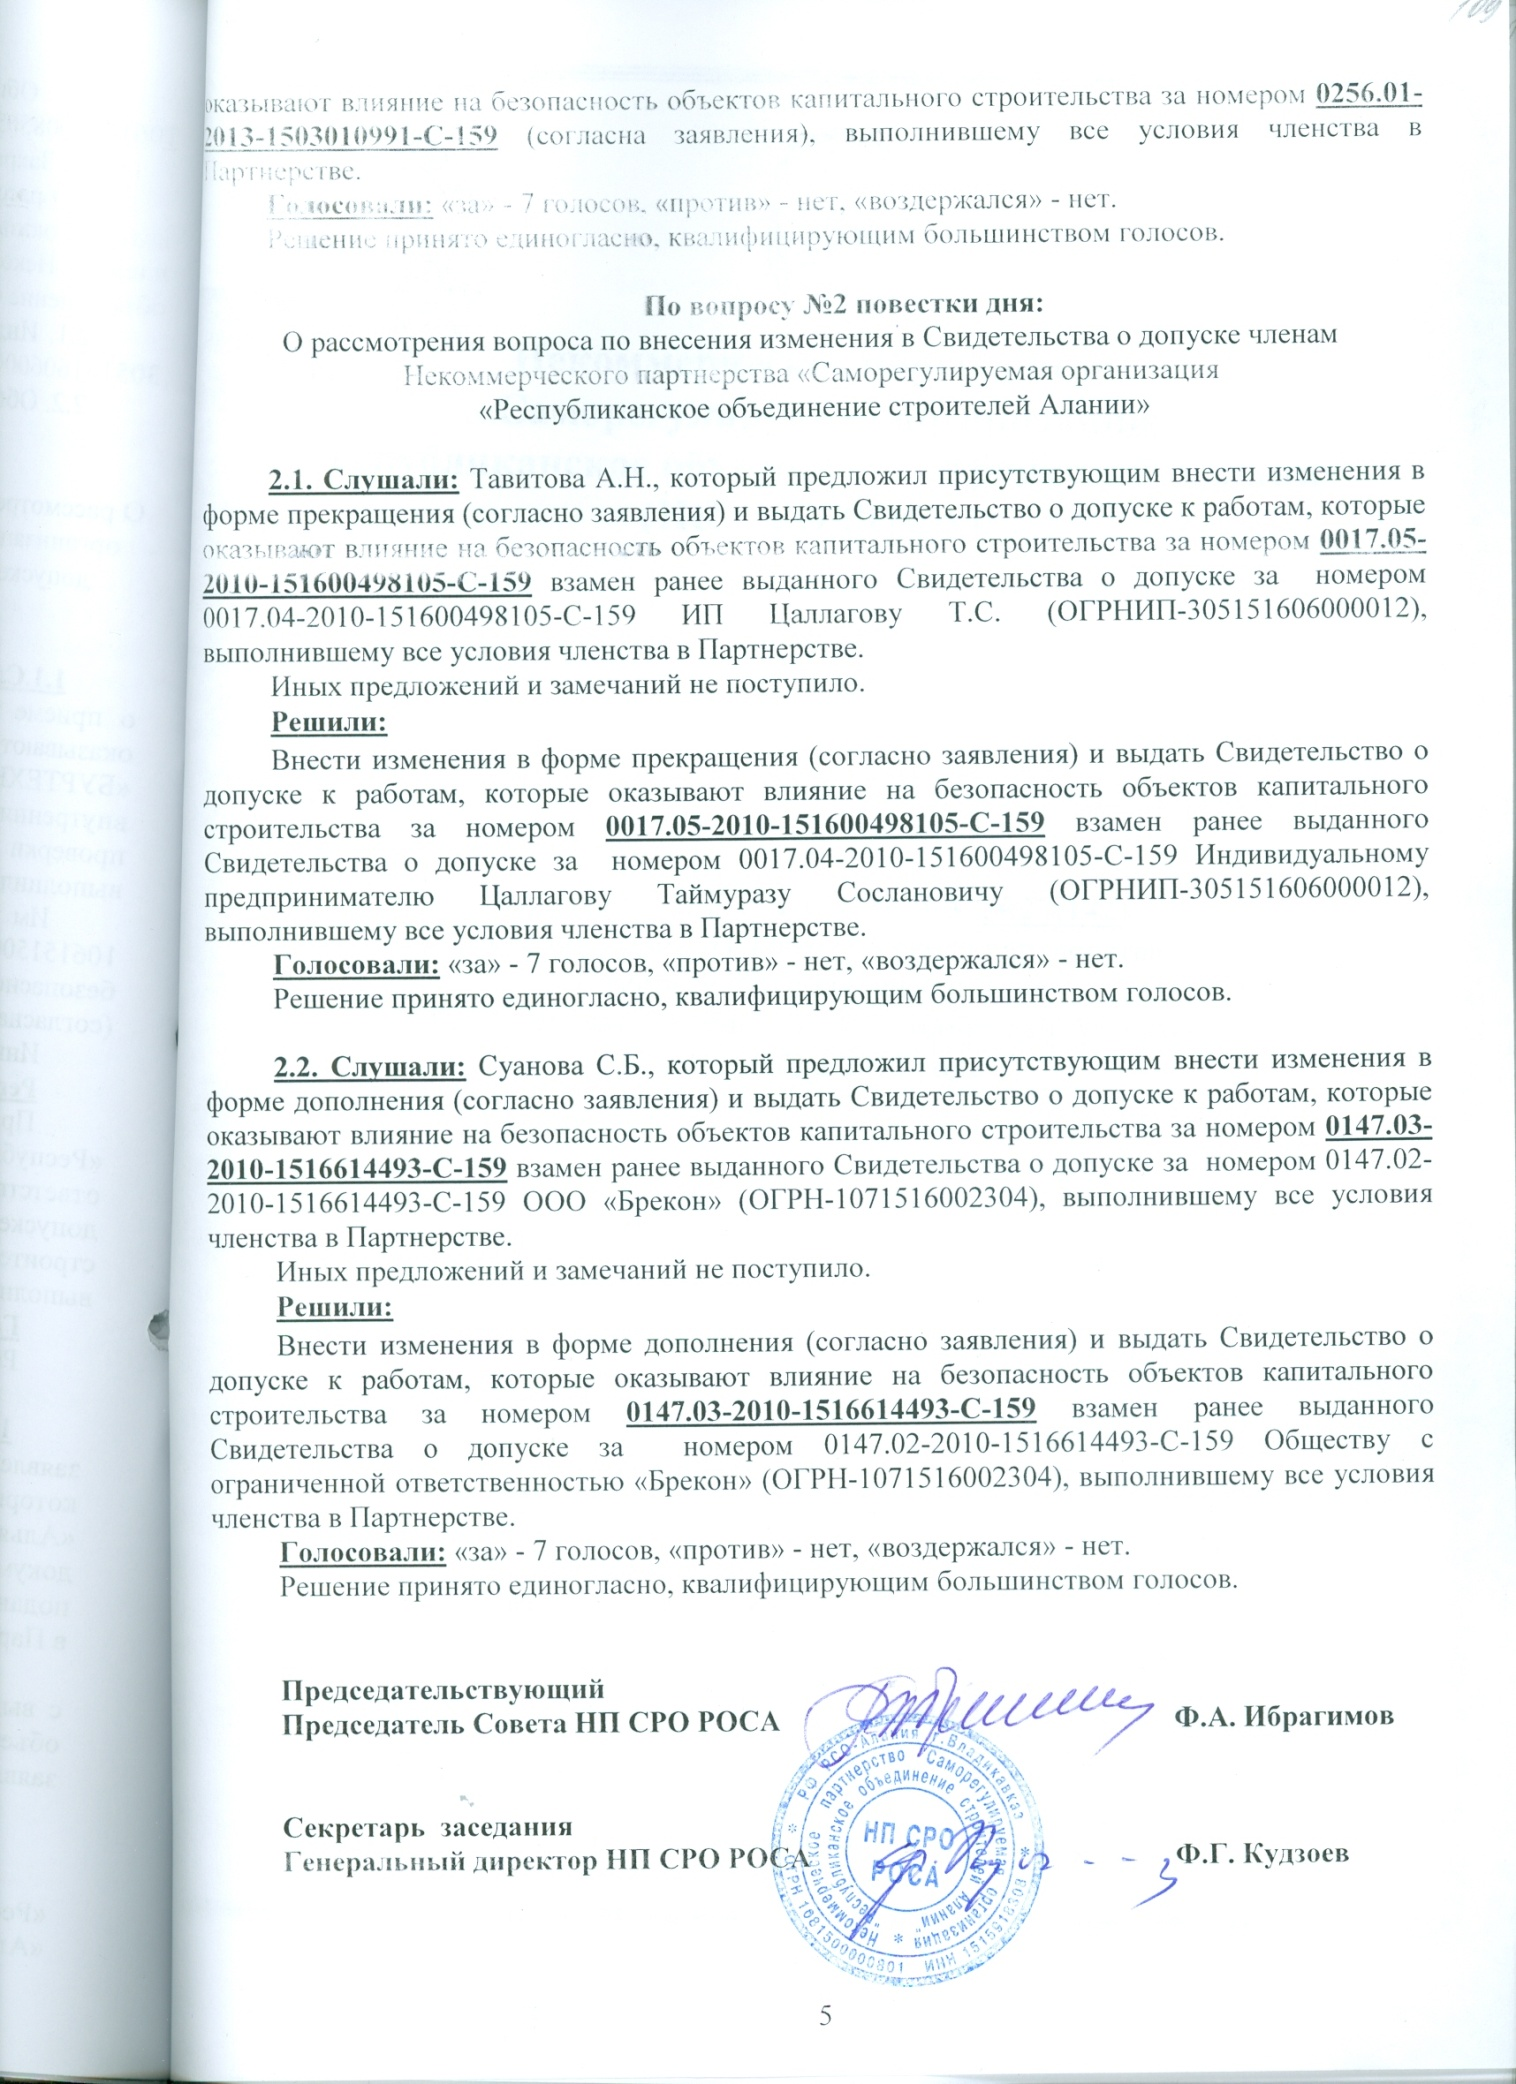 109
оказывают влияние на безопасность объектов капитального строительства за номером 0256.01-
2013-1503010991-С-159 (согласна заявления), выполнившему все условия членства в
Партнерстве.
Голосовали: «за» - 7 голосов, «против» - нет, «воздержался» - нет.
Решение принято единогласно, квалифицирующим большинством голосов.
По вопросу №2 повестки дня:
О рассмотрения вопроса по внесения изменения в Свидетельства о допуске членам
Некоммерческого партнерства «Саморегулируемая организация
«Республиканское объединение строителей Алании»
2.1. Слушали: Тавитова А.Н., который предложил присутствующим внести изменения в
форме прекращения (согласно заявления) и выдать Свидетельство о допуске к работам, которые
оказывают влияние на безопасность объектов капитального строительства за номером 0017.05-
2010-151600498105-С-159 взамен ранее выданного Свидетельства о допуске за номером
0017.04-2010-151600498105-С-159 ИП Цаллагову Т.С. (ОГРНИП-305151606000012),
выполнившему все условия членства в Партнерстве.
Иных предложений и замечаний не поступило.
Решили:
Внести изменения в форме прекращения (согласно заявления) и выдать Свидетельство о
допуске к работам, которые оказывают влияние на безопасность объектов капитального
строительства за номером 0017.05-2010-151600498105-С-159 взамен ранее выданного
Свидетельства о допуске за номером 0017.04-2010-151600498105-С-159 Индивидуальному
предпринимателю Цаллагову Таймуразу Сослановичу (ОГРНИП-305151606000012),
выполнившему все условия членства в Партнерстве.
Голосовали: «за» - 7 голосов, «против» - нет, «воздержался» - нет.
Решение принято единогласно, квалифицирующим большинством голосов.
2.2. Слушали: Суанова С.Б., который предложил присутствующим внести изменения в
форме дополнения (согласно заявления) и выдать Свидетельство о допуске к работам, которые
оказывают влияние на безопасность объектов капитального строительства за номером 0147.03-
2010-1516614493-С-159 взамен ранее выданного Свидетельства о допуске за номером 0147.02-
2010-1516614493-С-159 ООО «Брекон» (ОГРН-1071516002304), выполнившему все условия
членства в Партнерстве.
Иных предложений и замечаний не поступило.
Решили:
Внести изменения в форме дополнения (согласно заявления) и выдать Свидетельство о
допуске к работам, которые оказывают влияние на безопасность объектов капитального
строительства за номером 0147.03-2010-1516614493-С-159 взамен ранее выданного
Свидетельства о допуске за номером 0147.02-2010-1516614493-С-159 Обществу с
ограниченной ответственностью «Брекон» (ОГРН-1071516002304), выполнившему все условия
членства в Партнерстве.
Голосовали: «за» - 7 голосов, «против» - нет, «воздержался» - нет.
Решение принято единогласно, квалифицирующим большинством голосов.
Председательствующий
Председатель Совета НП СРО РОСА Ф.А. Ибрагимов
Секретарь заседания
Генеральный директор НП СРО РОСА Ф.Г. Кудзоев
РФ РСО-Алания г.Владикавказ
Некоммерческое партнерство "Саморегулируемая организация
"Республиканское объединение строителей Алании"
НП СРО
РОСА
5